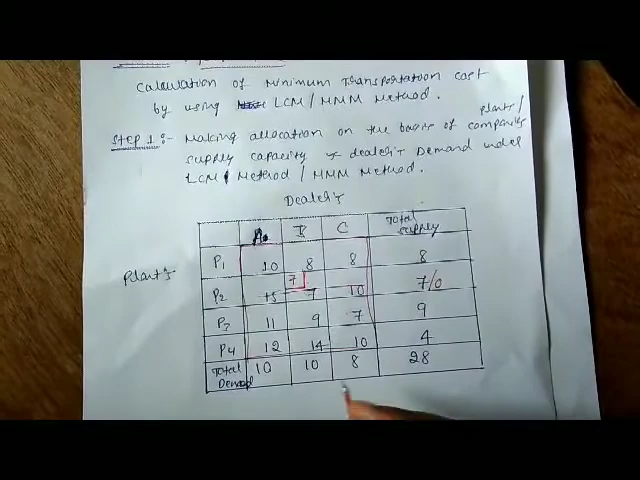 Calculation of Minimum Transportation cost
by using LCM / MMM Method.
Step 1:- Making allocation on the basis of company plant/
supply capacity & dealer's Demand under
LCM Method / MMM Method.
Dealer's
A B C Total supply
Plant's
P1 10 8 8 8
P2 15 7 7 10 7/0
P3 11 9 7 9
P4 12 14 10 4
Total Demand 10 10 8 28